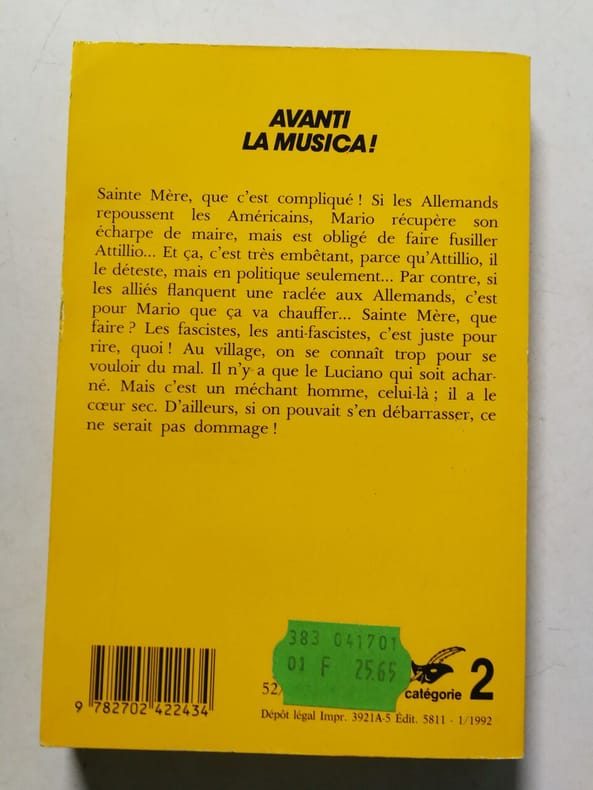 AVANTI
LA MUSICA!
Sainte Mère, que c'est compliqué ! Si les Allemands
repoussent les Américains, Mario récupère son
écharpe de maire, mais est obligé de faire fusiller
Attillio... Et ça, c'est très embêtant, parce qu'Attillio, il
le déteste, mais en politique seulement... Par contre, si
les alliés flanquent une raclée aux Allemands, c'est
pour Mario que ça va chauffer... Sainte Mère, que
faire ? Les fascistes, les anti-fascistes, c'est juste pour
rire, quoi ! Au village, on se connaît trop pour se
vouloir du mal. Il n'y a que le Luciano qui soit achar-
né. Mais c'est un méchant homme, celui-là ; il a le
cœur sec. D'ailleurs, si on pouvait s'en débarrasser, ce
ne serait pas dommage !
383 041701
01 F 25.65
52/
catégorie 2
9 782702 422434
Dépôt légal Impr. 3921A-5 Édit. 5811 - 1/1992